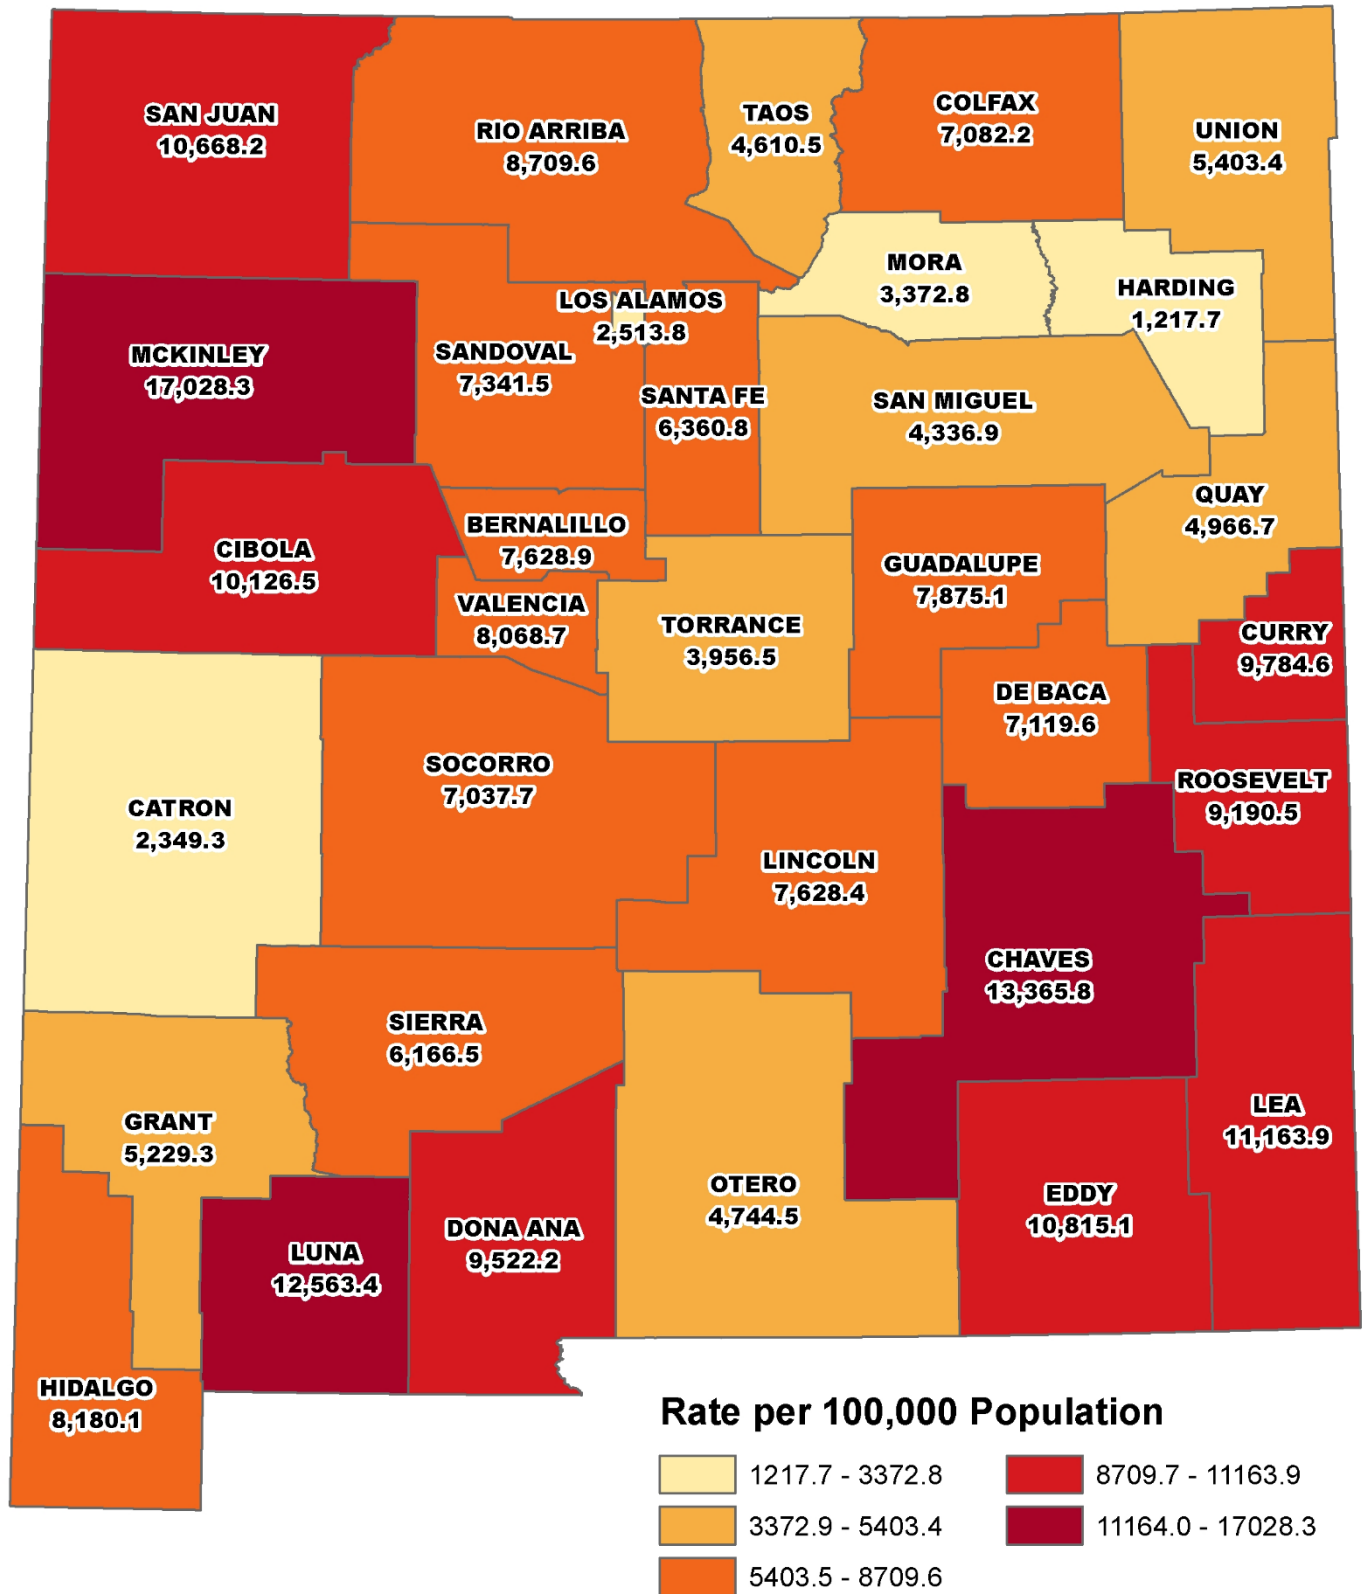 SAN JUAN
10,668.2
RIO ARRIBA
8,709.6
TAOS
4,610.5
COLFAX
7,082.2
UNION
5,403.4
MORA
3,372.8
HARDING
1,217.7
LOS ALAMOS
2,513.8
MCKINLEY
17,028.3
SANDOVAL
7,341.5
SANTA FE
6,360.8
SAN MIGUEL
4,336.9
QUAY
4,966.7
CIBOLA
10,126.5
BERNALILLO
7,628.9
GUADALUPE
7,875.1
VALENCIA
8,068.7
TORRANCE
3,956.5
CURRY
9,784.6
DE BACA
7,119.6
SOCORRO
7,037.7
ROOSEVELT
9,190.5
CATRON
2,349.3
LINCOLN
7,628.4
CHAVES
13,365.8
SIERRA
6,166.5
GRANT
5,229.3
LEA
11,163.9
OTERO
4,744.5
EDDY
10,815.1
DONA ANA
9,522.2
LUNA
12,563.4
HIDALGO
8,180.1
Rate per 100,000 Population
1217.7 - 3372.8
3372.9 - 5403.4
5403.5 - 8709.6
8709.7 - 11163.9
11164.0 - 17028.3